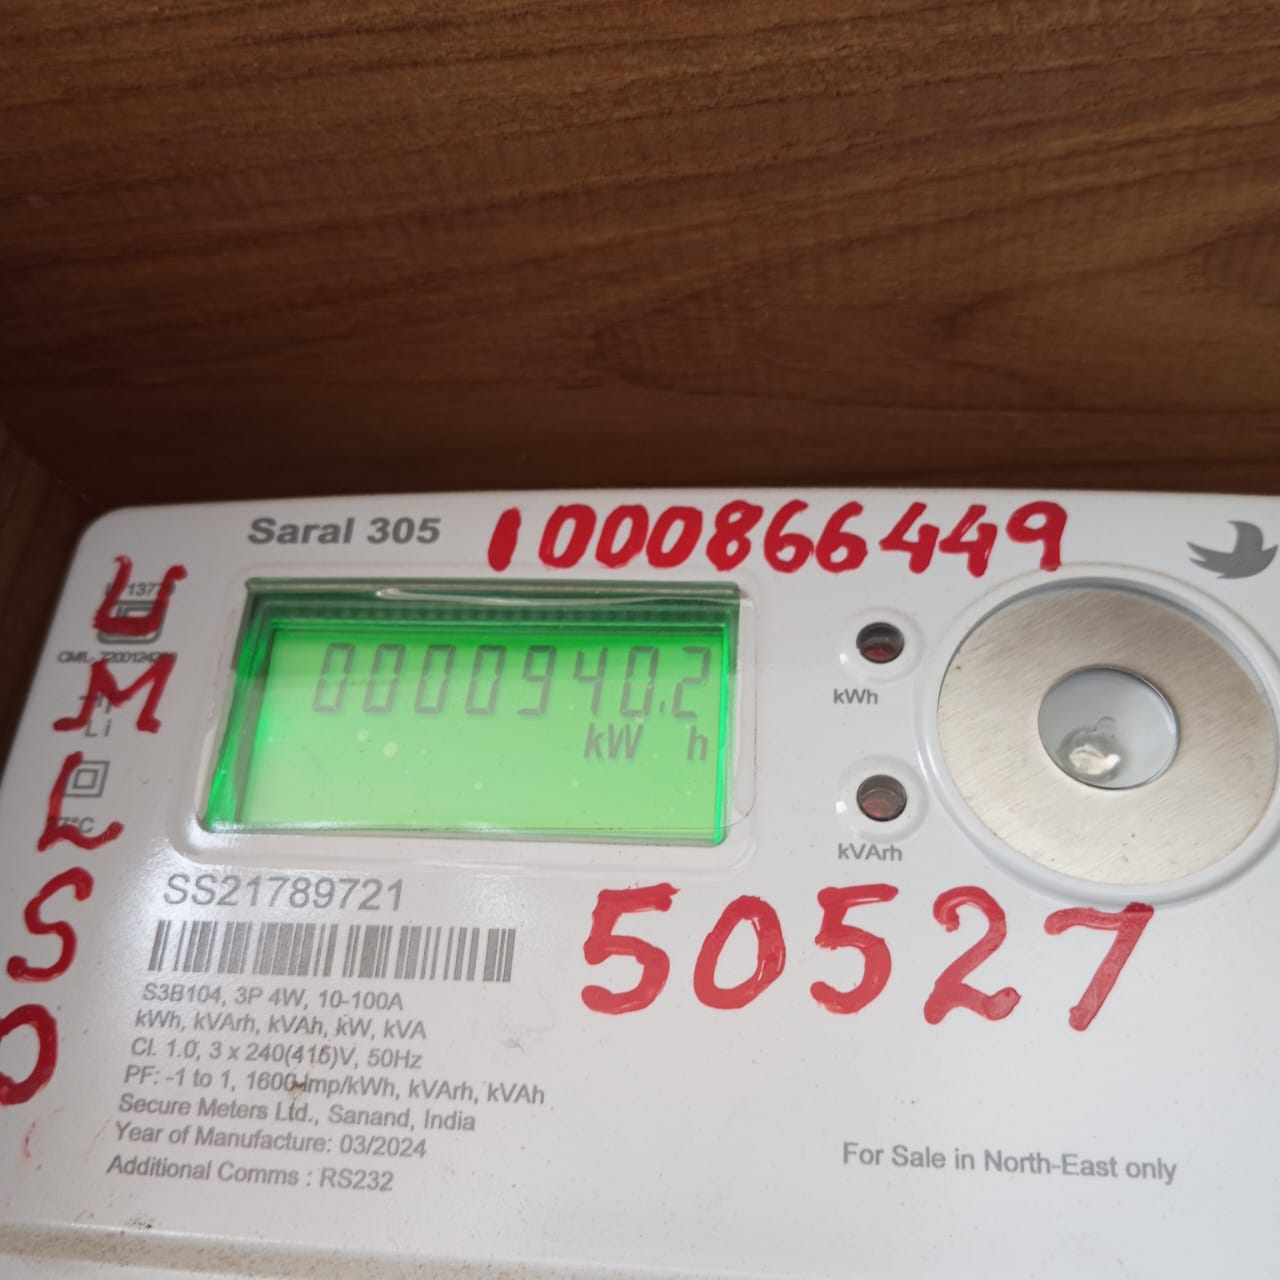 Saral 305
1000866449
UMLSO
0000940.2
kW h
kWh
kVArh
SS21789721
50527
S3B104, 3P 4W, 10-100A
kWh, kVArh, kVAh, kW, kVA
Cl. 1.0, 3 x 240(415)V, 50Hz
PF: -1 to 1, 1600 Imp/kWh, kVArh, kVAh
Secure Meters Ltd., Sanand, India
Year of Manufacture: 03/2024
Additional Comms : RS232
For Sale in North-East only